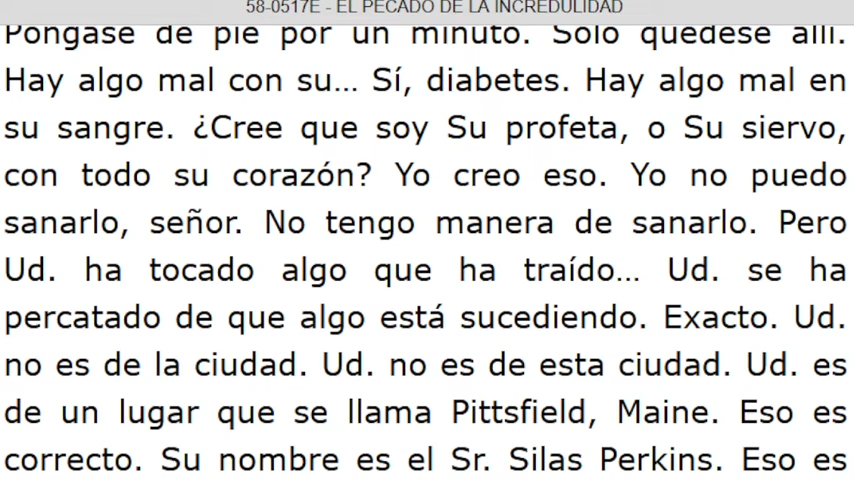 58-0517E - EL PECADO DE LA INCREDULIDAD
Póngase de pie por un minuto. Sólo quédese allí.
Hay algo mal con su… Sí, diabetes. Hay algo mal en
su sangre. ¿Cree que soy Su profeta, o Su siervo,
con todo su corazón? Yo creo eso. Yo no puedo
sanarlo, señor. No tengo manera de sanarlo. Pero
Ud. ha tocado algo que ha traído… Ud. se ha
percatado de que algo está sucediendo. Exacto. Ud.
no es de la ciudad. Ud. no es de esta ciudad. Ud. es
de un lugar que se llama Pittsfield, Maine. Eso es
correcto. Su nombre es el Sr. Silas Perkins. Eso es